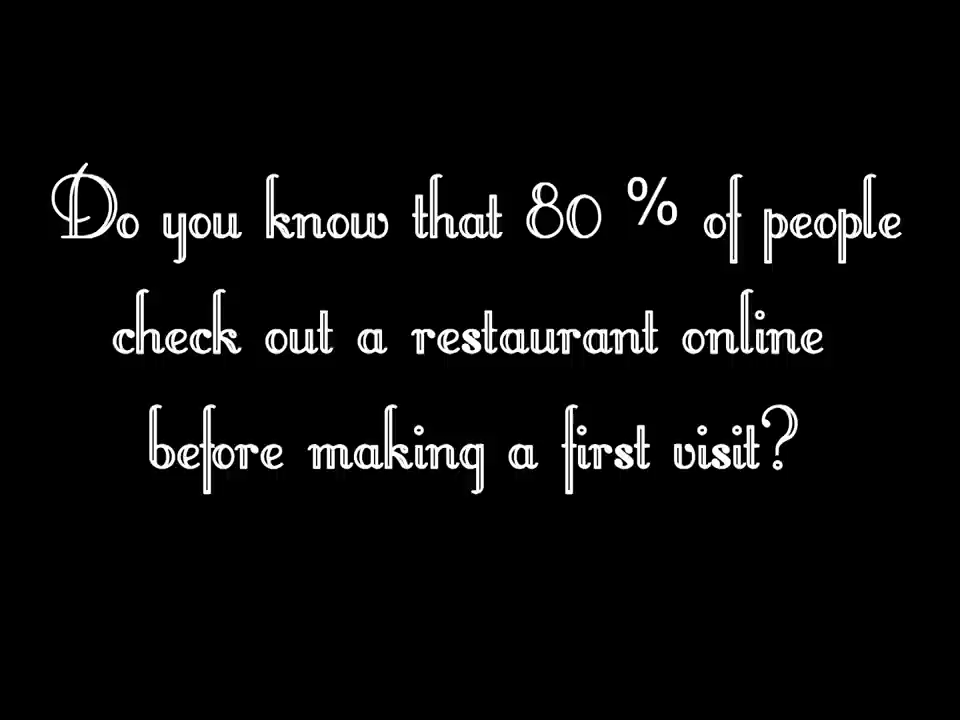 Do you know that 80 % of people
check out a restaurant online
before making a first visit?